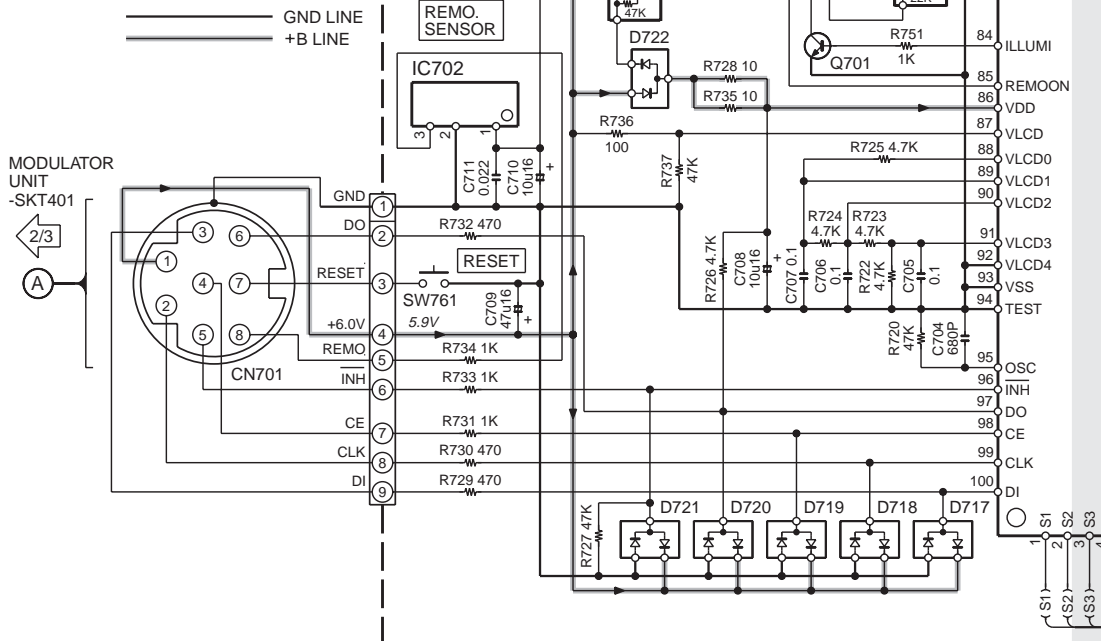 GND LINE
+B LINE
REMO.
SENSOR
IC702
3
2
1
C711
0.022
C710
10u16
+
47K
D722
R728 10
R735 10
R736
100
R737
47K
Q701
R751
1K
22K
84
ILLUMI
85
REMOON
86
VDD
87
VLCD
88
VLCD0
89
VLCD1
90
VLCD2
91
VLCD3
92
VLCD4
93
VSS
94
TEST
95
OSC
96
INH
97
DO
98
CE
99
CLK
100
DI
R725 4.7K
R724
4.7K
R723
4.7K
R726 4.7K
C708
10u16
+
C707 0.1
C706
0.1
R722
4.7K
C705
0.1
R720
47K
C704
680P
MODULATOR
UNIT
-SKT401
2/3
A
3
6
1
4
7
2
5
8
CN701
GND
1
DO
2
RESET
3
+6.0V
4
REMO
5
INH
6
CE
7
CLK
8
DI
9
R732 470
RESET
SW761
5.9V
C709
47u16
+
R734 1K
R733 1K
R731 1K
R730 470
R729 470
R727 47K
D721
D720
D719
D718
D717
1
2
3
4
S1
S2
S3
S1
S2
S3